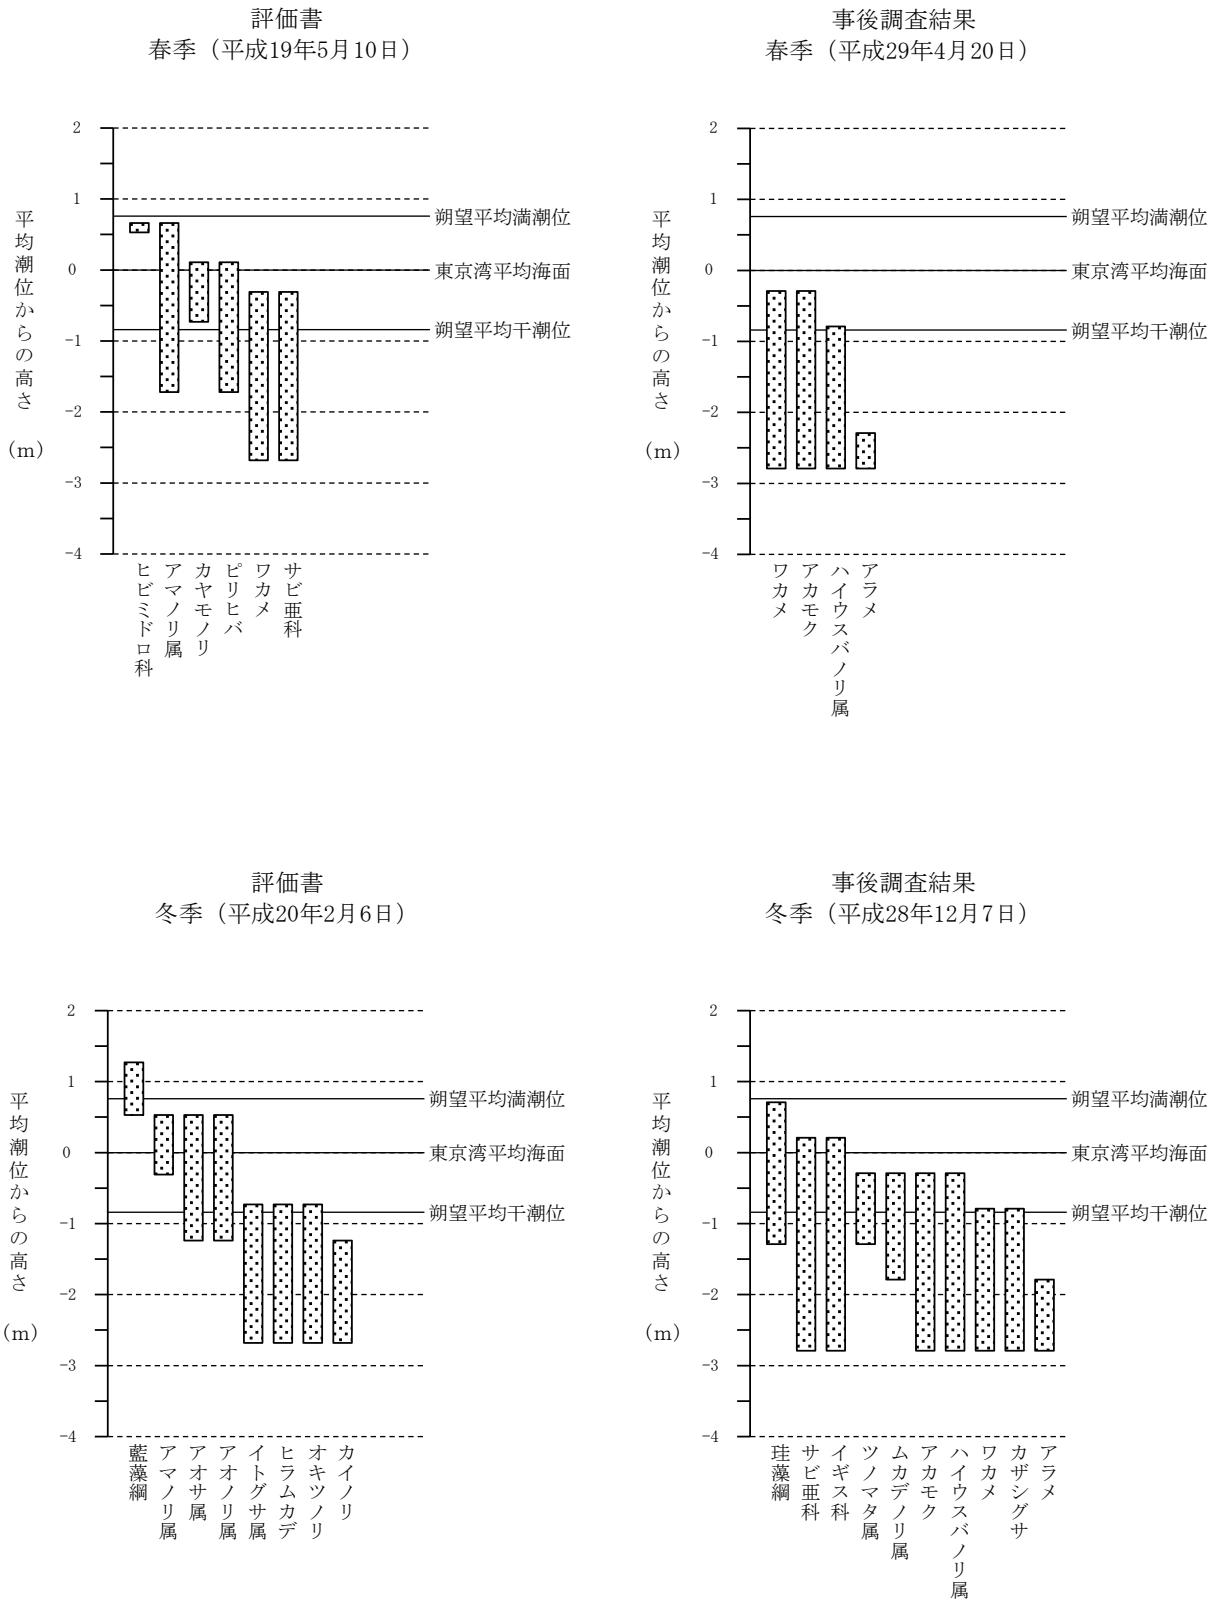 評価書
春季（平成19年5月10日）
2
1
0
-1
-2
-3
-4
平均潮位からの高さ
（m）
朔望平均満潮位
東京湾平均海面
朔望平均干潮位
ヒビミドロ科
アマノリ属
カヤモノリ
ピリヒバ
ワカメ
サビ亜科
事後調査結果
春季（平成29年4月20日）
2
1
0
-1
-2
-3
-4
平均潮位からの高さ
（m）
朔望平均満潮位
東京湾平均海面
朔望平均干潮位
ワカメ
アカモク
ハイウスバノリ属
アラメ
評価書
冬季（平成20年2月6日）
2
1
0
-1
-2
-3
-4
平均潮位からの高さ
（m）
朔望平均満潮位
東京湾平均海面
朔望平均干潮位
藍藻綱
アマノリ属
アオサ属
アオノリ属
イトグサ属
ヒラムカデ
オキツノリ
カイノリ
事後調査結果
冬季（平成28年12月7日）
2
1
0
-1
-2
-3
-4
平均潮位からの高さ
（m）
朔望平均満潮位
東京湾平均海面
朔望平均干潮位
珪藻綱
サビ亜科
イギス科
ツノマタ属
ムカデノリ属
アカモク
ハイウスバノリ属
ワカメ
カザシグサ
アラメ